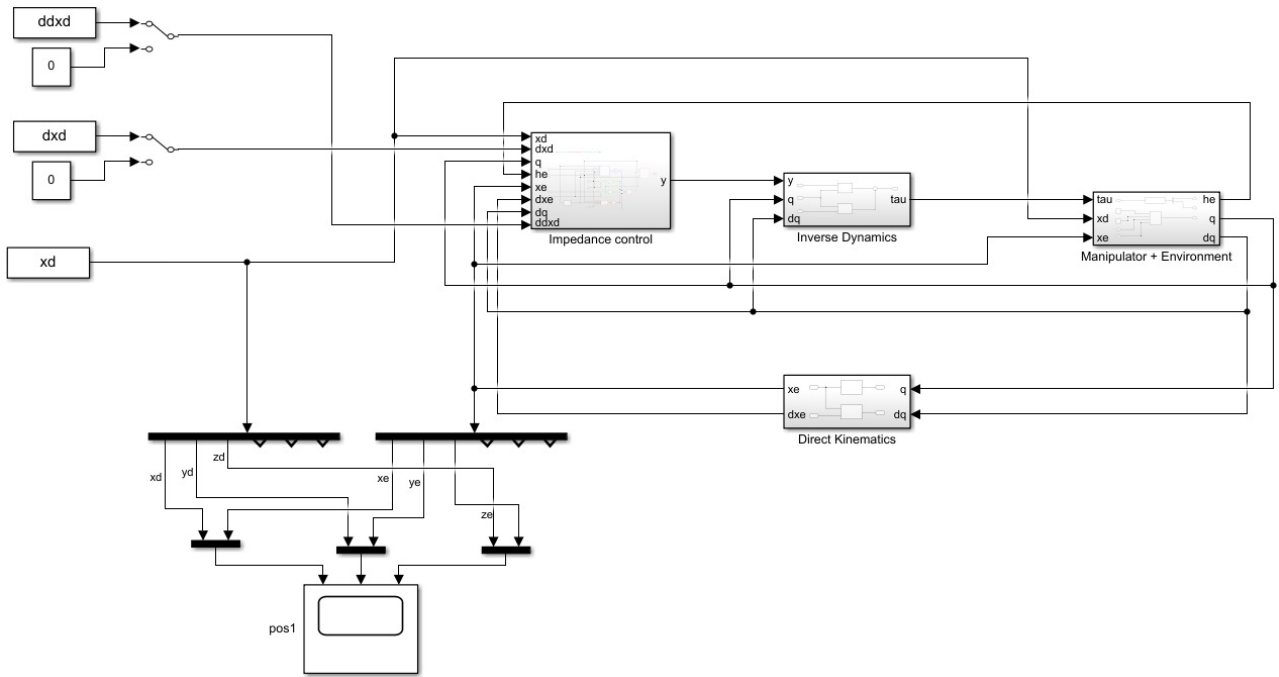 ddxd
0
dxd
0
xd
xd
dxd
q
he
xe
dxe
dq
ddxd
y
Impedance control
y
q
dq
tau
Inverse Dynamics
tau
xd
xe
he
q
dq
Manipulator + Environment
xe
dxe
q
dq
Direct Kinematics
xd
yd
zd
xe
ye
ze
pos1